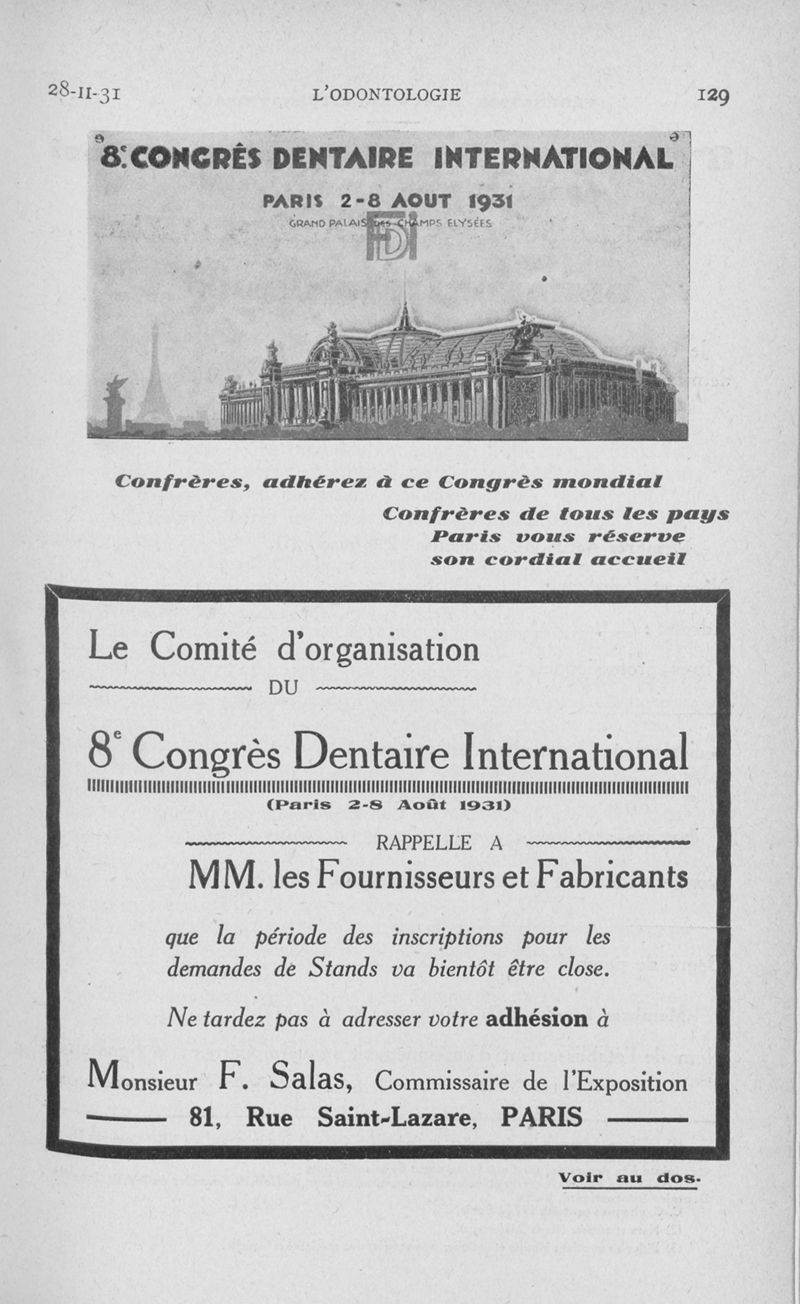 28-II-31
L'ODONTOLOGIE
129
8E CONGRÈS DENTAIRE INTERNATIONAL
PARIS 2-8 AOUT 1931
GRAND PALAIS DES CHAMPS ELYSÉES
FDI
Confrères, adhérez à ce Congrès mondial
Confrères de tous les pays
Paris vous réserve
son cordial accueil
Le Comité d'organisation
DU
8e Congrès Dentaire International
(Paris 2-8 Août 1931)
RAPPELLE A
MM. les Fournisseurs et Fabricants
que la période des inscriptions pour les
demandes de Stands va bientôt être close.
Ne tardez pas à adresser votre adhésion à
Monsieur F. Salas, Commissaire de l'Exposition
81, Rue Saint-Lazare, PARIS
Voir au dos.